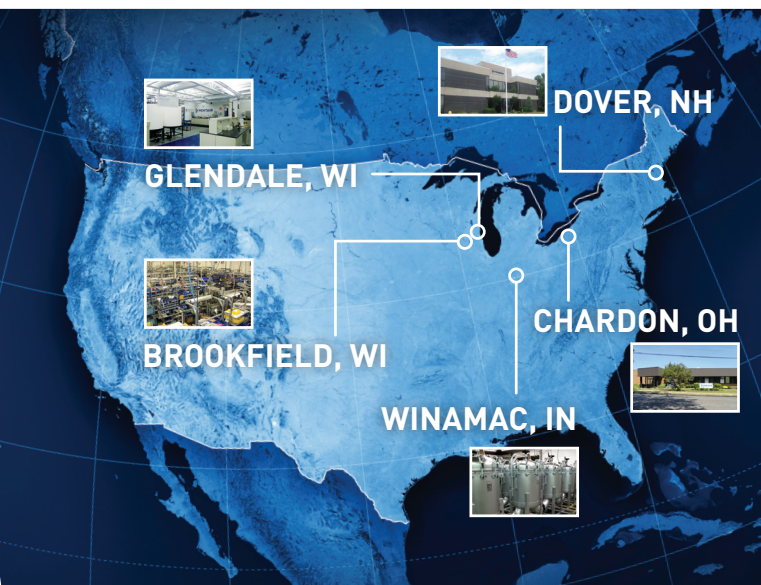 DOVER, NH
GLENDALE, WI
CHARDON, OH
BROOKFIELD, WI
WINAMAC, IN